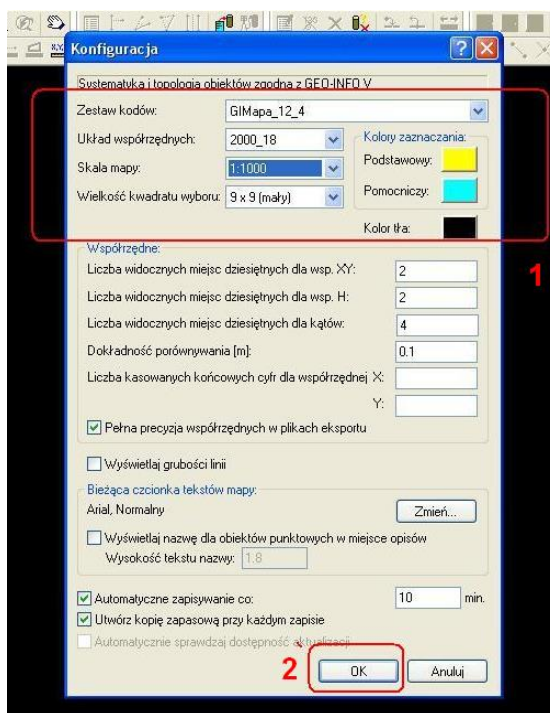 Konfiguracja
Systematyka i topologia obiektów zgodna z GEO-INFO V
Zestaw kodów: GIMapa_12_4
Układ współrzędnych: 2000_18
Kolory zaznaczania:
Skala mapy: 1:1000
Podstawowy:
Wielkość kwadratu wyboru: 9 x 9 (mały)
Pomocniczy:
Kolor tła:
1
Współrzędne:
Liczba widocznych miejsc dziesiętnych dla wsp. XY: 2
Liczba widocznych miejsc dziesiętnych dla wsp. H: 2
Liczba widocznych miejsc dziesiętnych dla kątów: 4
Dokładność porównywania [m]: 0.1
Liczba kasowanych końcowych cyfr dla współrzędnej X:
Y:
Pełna precyzja współrzędnych w plikach eksportu
Wyświetlaj grubości linii
Bieżąca czcionka tekstów mapy:
Arial, Normalny
Zmień...
Wyświetlaj nazwę dla obiektów punktowych w miejsce opisów
Wysokość tekstu nazwy: 1.8
Automatyczne zapisywanie co: 10 min.
Utwórz kopię zapasową przy każdym zapisie
Automatycznie sprawdzaj dostępność aktualizacji
2
OK
Anuluj